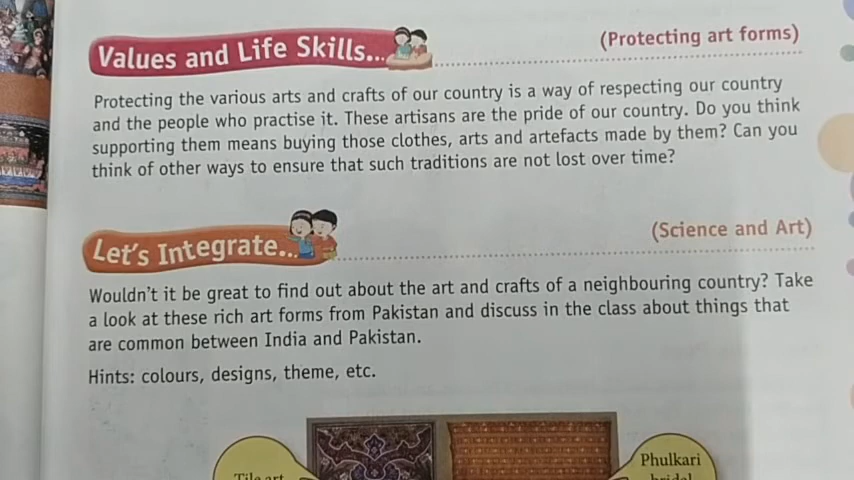 Values and Life Skills...
(Protecting art forms)
Protecting the various arts and crafts of our country is a way of respecting our country
and the people who practise it. These artisans are the pride of our country. Do you think
supporting them means buying those clothes, arts and artefacts made by them? Can you
think of other ways to ensure that such traditions are not lost over time?
Let's Integrate...
(Science and Art)
Wouldn't it be great to find out about the art and crafts of a neighbouring country? Take
a look at these rich art forms from Pakistan and discuss in the class about things that
are common between India and Pakistan.
Hints: colours, designs, theme, etc.
Tile art
Phulkari
bridal